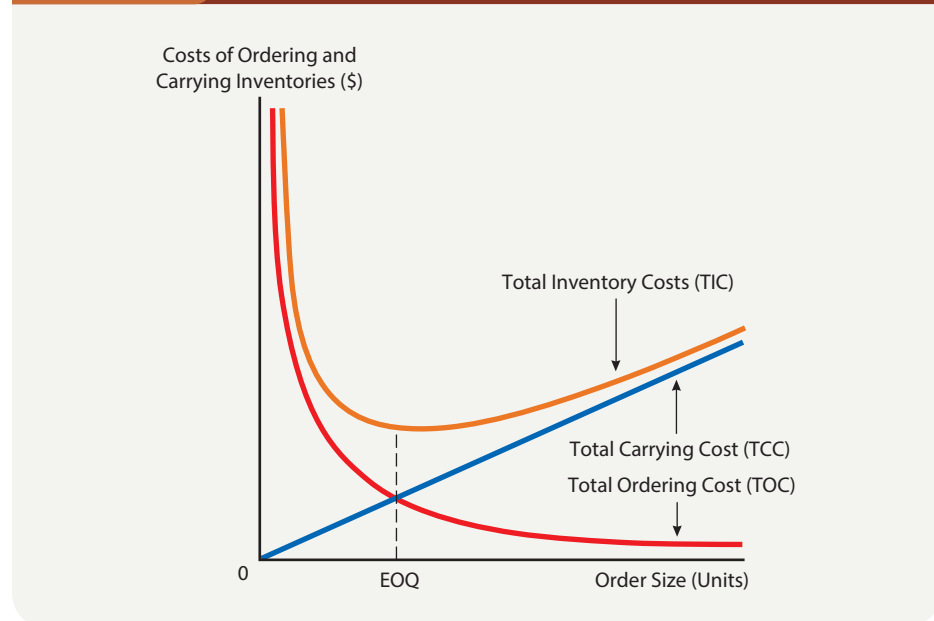 Costs of Ordering and
Carrying Inventories ($)
Total Inventory Costs (TIC)
Total Carrying Cost (TCC)
Total Ordering Cost (TOC)
0
EOQ
Order Size (Units)